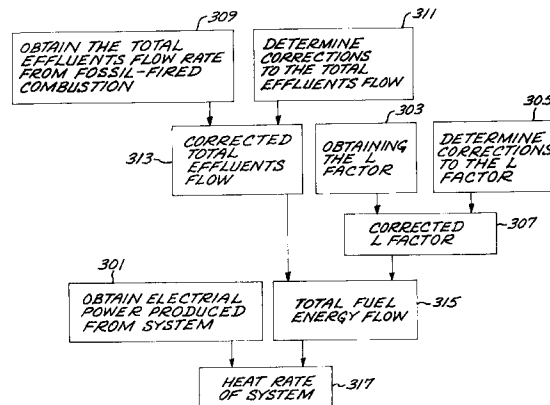 309
OBTAIN THE TOTAL
EFFLUENTS FLOW RATE
FROM FOSSIL-FIRED
COMBUSTION
311
DETERMINE
CORRECTIONS
TO THE TOTAL
EFFLUENTS FLOW
313
CORRECTED
TOTAL
EFFLUENTS
FLOW
303
OBTAINING
THE L
FACTOR
305
DETERMINE
CORRECTIONS
TO THE L
FACTOR
CORRECTED
L FACTOR
307
301
OBTAIN ELECTRIAL
POWER PRODUCED
FROM SYSTEM
TOTAL FUEL
ENERGY FLOW
315
HEAT RATE
OF SYSTEM
317